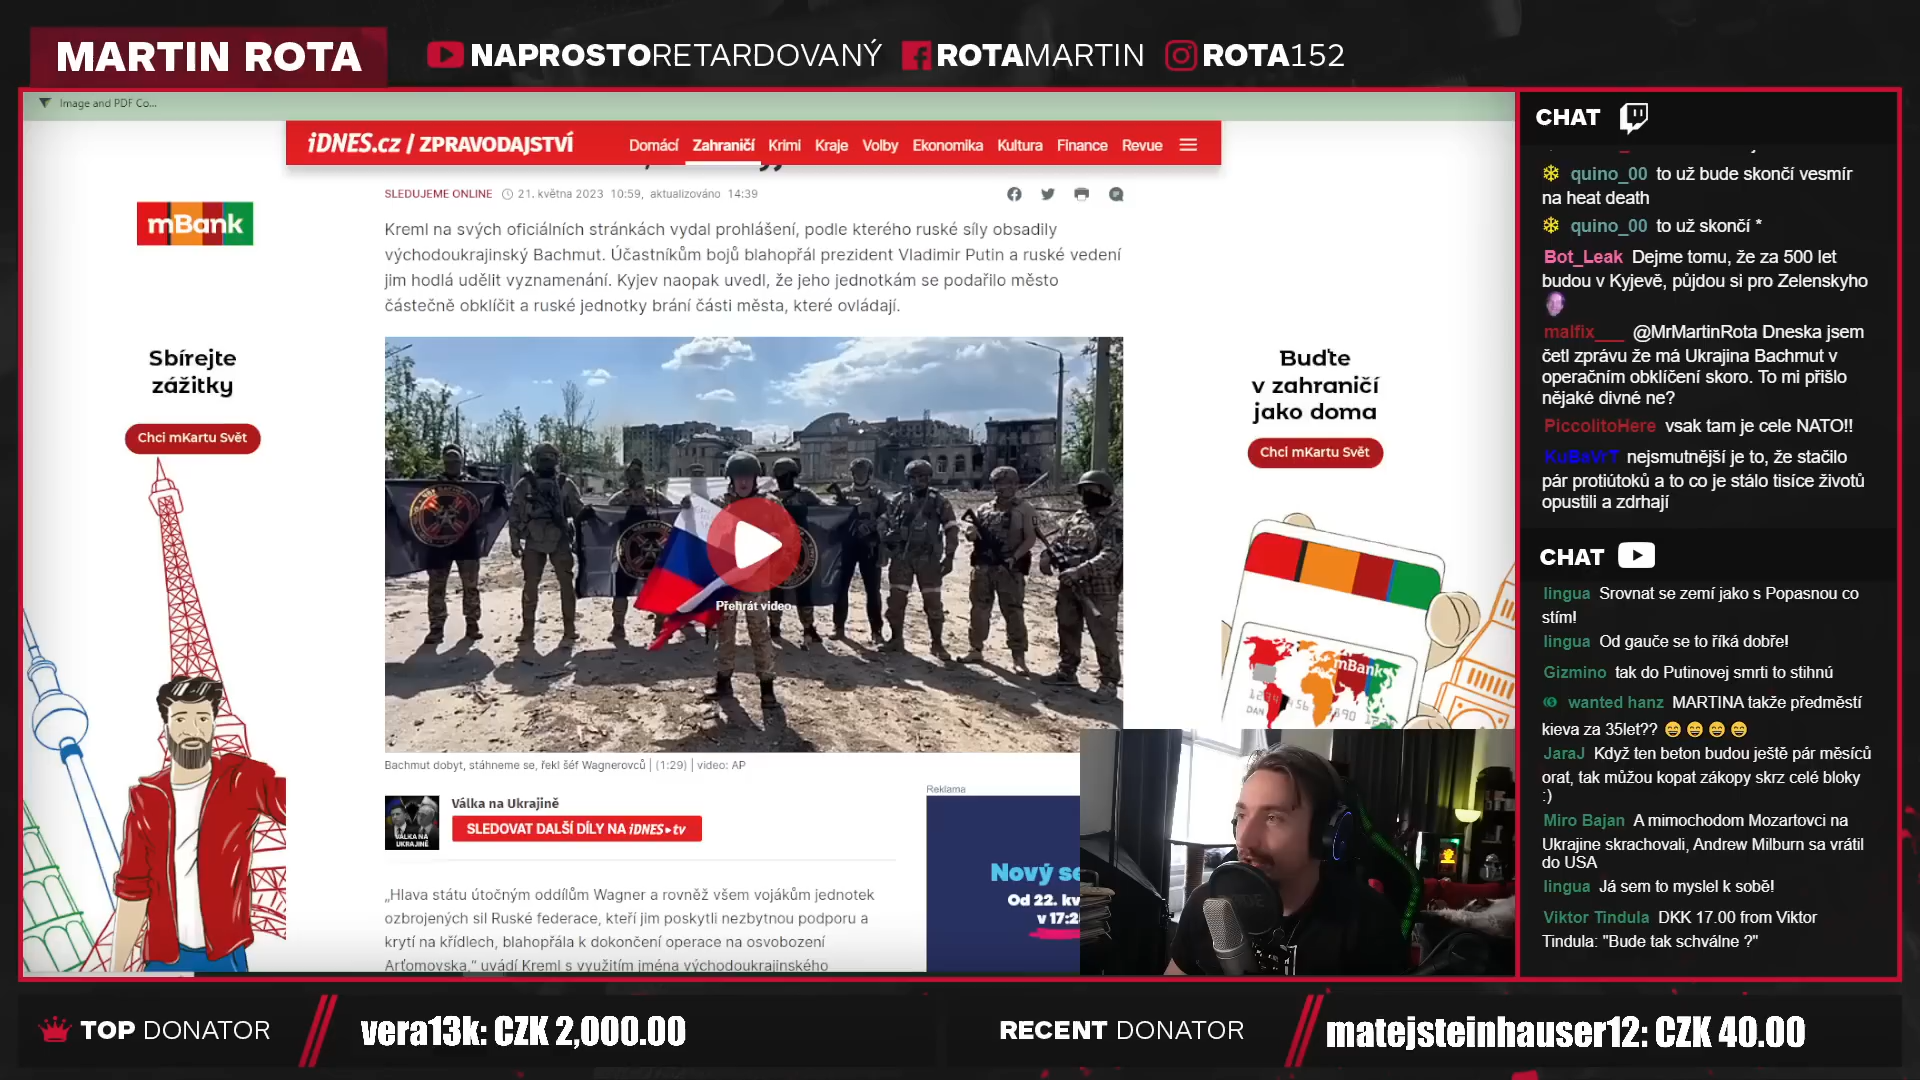 MARTIN ROTA
NAPROSTORETARDOVANÝ
ROTAMARTIN
ROTA152
Image and PDF Co...
iDNES.cz / ZPRAVODAJSTVÍ
Domácí Zahraničí Krimi Kraje Volby Ekonomika Kultura Finance Revue
SLEDUJEME ONLINE 21. května 2023 10:59, aktualizováno 14:39
Kreml na svých oficiálních stránkách vydal prohlášení, podle kterého ruské síly obsadily
východoukrajinský Bachmut. Účastníkům bojů blahopřál prezident Vladimir Putin a ruské vedení
jim hodlá udělit vyznamenání. Kyjev naopak uvedl, že jeho jednotkám se podařilo město
částečně obklíčit a ruské jednotky brání části města, které ovládají.
mBank
Sbírejte
zážitky
Chci mKartu Svět
Přehrát video
Buďte
v zahraničí
jako doma
Chci mKartu Svět
mBank
Bachmut dobyt, stáhneme se, řekl šéf Wagnerovců | (1:29) | video: AP
VÁLKA NA
UKRAJINĚ
Válka na Ukrajině
SLEDOVAT DALŠÍ DÍLY NA iDNES tv
Reklama
Nový se
Od 22. kv
v 17:2
„Hlava státu útočným oddílům Wagner a rovněž všem vojákům jednotek
ozbrojených sil Ruské federace, kteří jim poskytli nezbytnou podporu a
krytí na křídlech, blahopřála k dokončení operace na osvobození
Arťomovska,“ uvádí Kreml s využitím jména východoukrajinského
CHAT
quino_00 to už bude skončí vesmír
na heat death
quino_00 to už skončí *
Bot_Leak Dejme tomu, že za 500 let
budou v Kyjevě, půjdou si pro Zelenskyho
malfix___ @MrMartinRota Dneska jsem
četl zprávu že má Ukrajina Bachmut v
operačním obklíčení skoro. To mi přišlo
nějaké divné ne?
PiccolitoHere vsak tam je cele NATO!!
KuBaVrT nejsmutnější je to, že stačilo
pár protiútoků a to co je stálo tisíce životů
opustili a zdrhají
CHAT
lingua Srovnat se zemí jako s Popasnou co
stím!
lingua Od gauče se to říká dobře!
Gizmino tak do Putinovej smrti to stihnú
wanted hanz MARTINA takže předměstí
kieva za 35let?? 😄 😄 😄 😄
JaraJ Když ten beton budou ještě pár měsíců
orat, tak můžou kopat zákopy skrz celé bloky
:)
Miro Bajan A mimochodom Mozartovci na
Ukrajine skrachovali, Andrew Milburn sa vrátil
do USA
lingua Já sem to myslel k sobě!
Viktor Tindula DKK 17.00 from Viktor
Tindula: "Bude tak schválne ?"
TOP DONATOR
vera13k: CZK 2,000.00
RECENT DONATOR
matejsteinhauser12: CZK 40.00